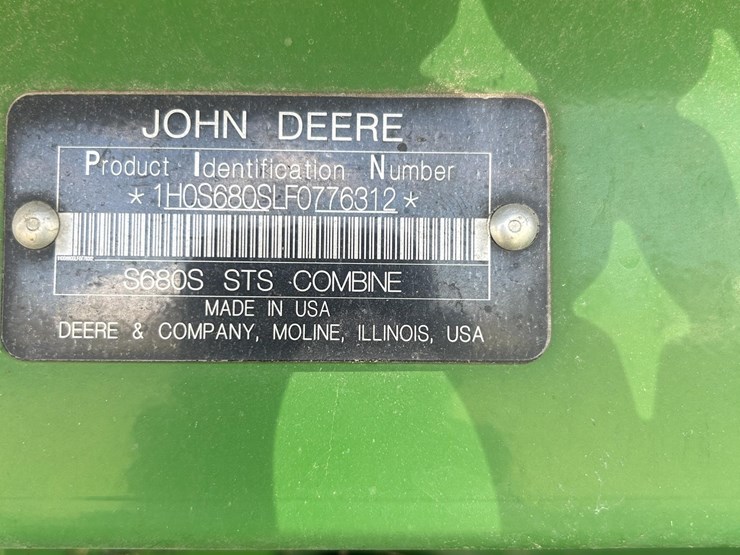 JOHN DEERE
Product Identification Number
* 1H0S680SLF0776312 *
S680S STS COMBINE
MADE IN USA
DEERE & COMPANY, MOLINE, ILLINOIS, USA